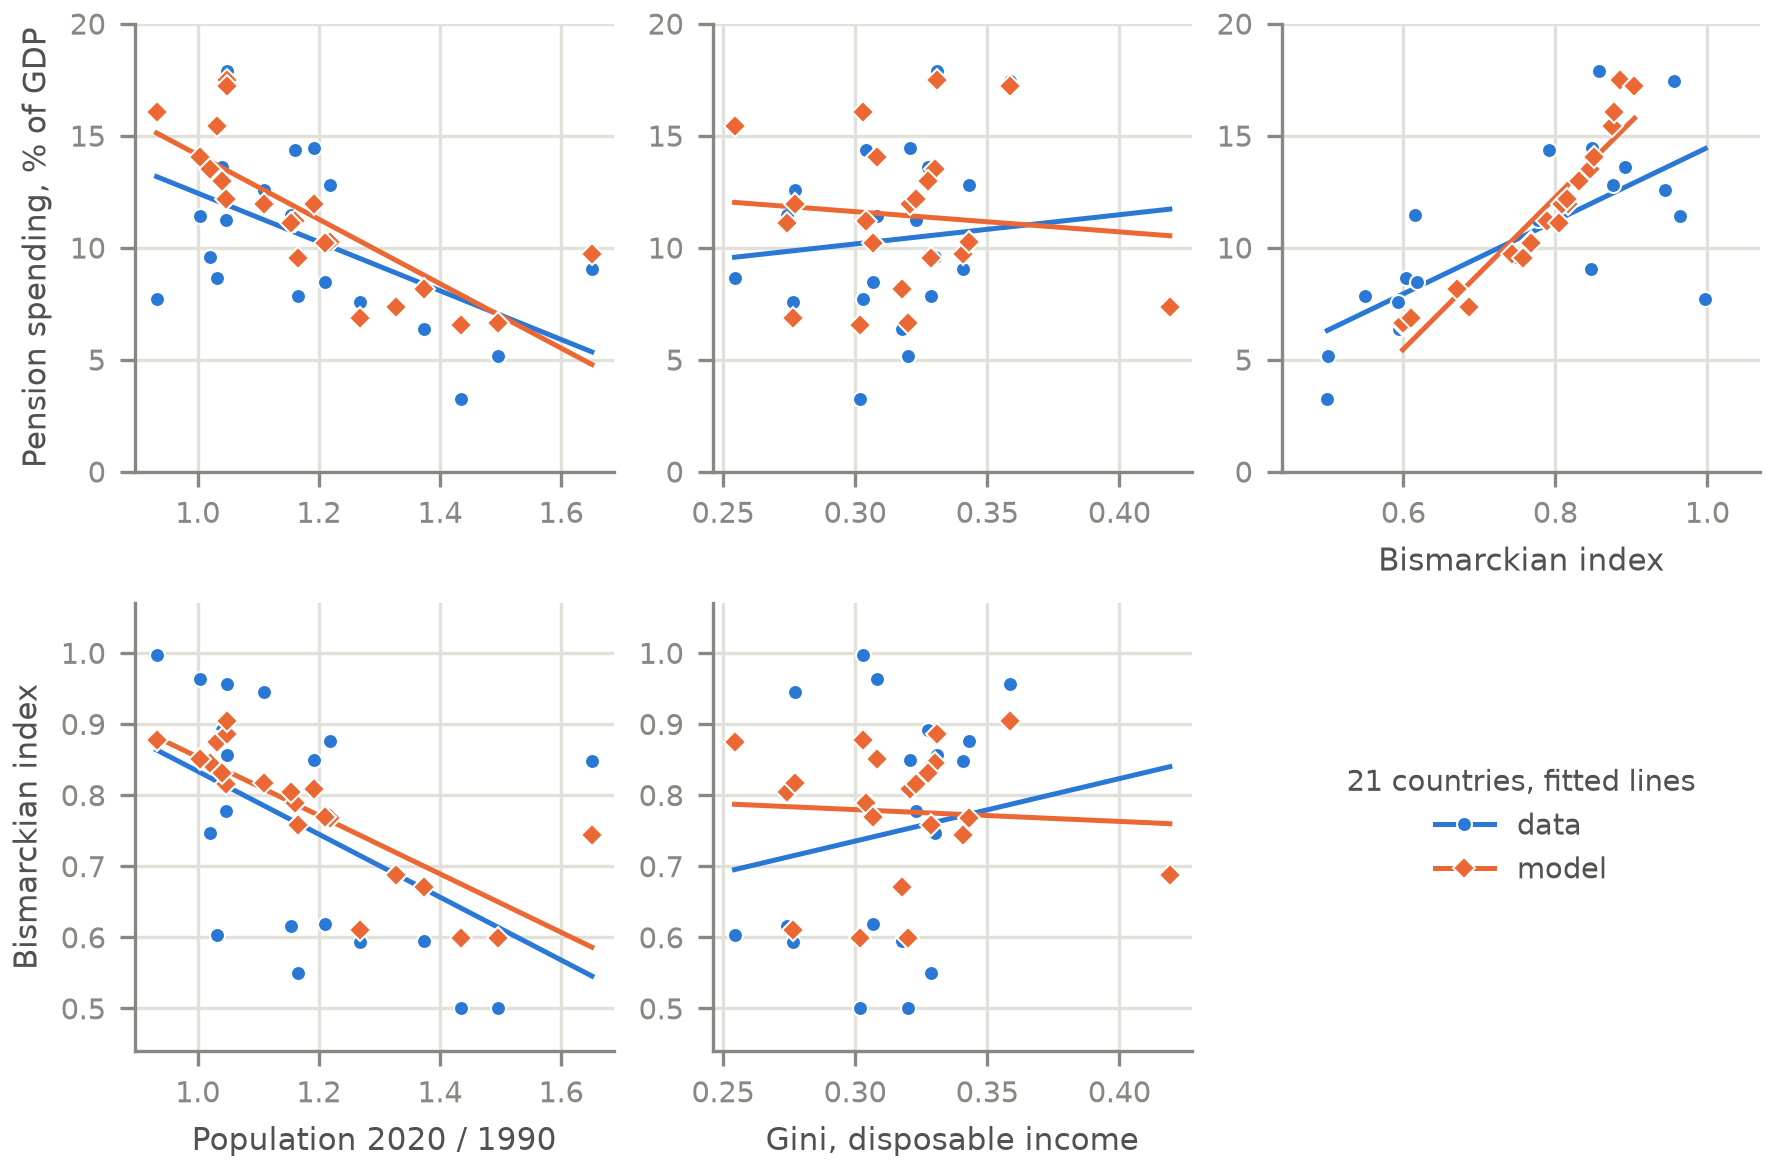 Pension spending, % of GDP
20
15
10
5
0
1.0 1.2 1.4 1.6
20
15
10
5
0
0.25 0.30 0.35 0.40
20
15
10
5
0
0.6 0.8 1.0
Bismarckian index
Bismarckian index
1.0
0.9
0.8
0.7
0.6
0.5
1.0 1.2 1.4 1.6
Population 2020 / 1990
1.0
0.9
0.8
0.7
0.6
0.5
0.25 0.30 0.35 0.40
Gini, disposable income
21 countries, fitted lines
data
model